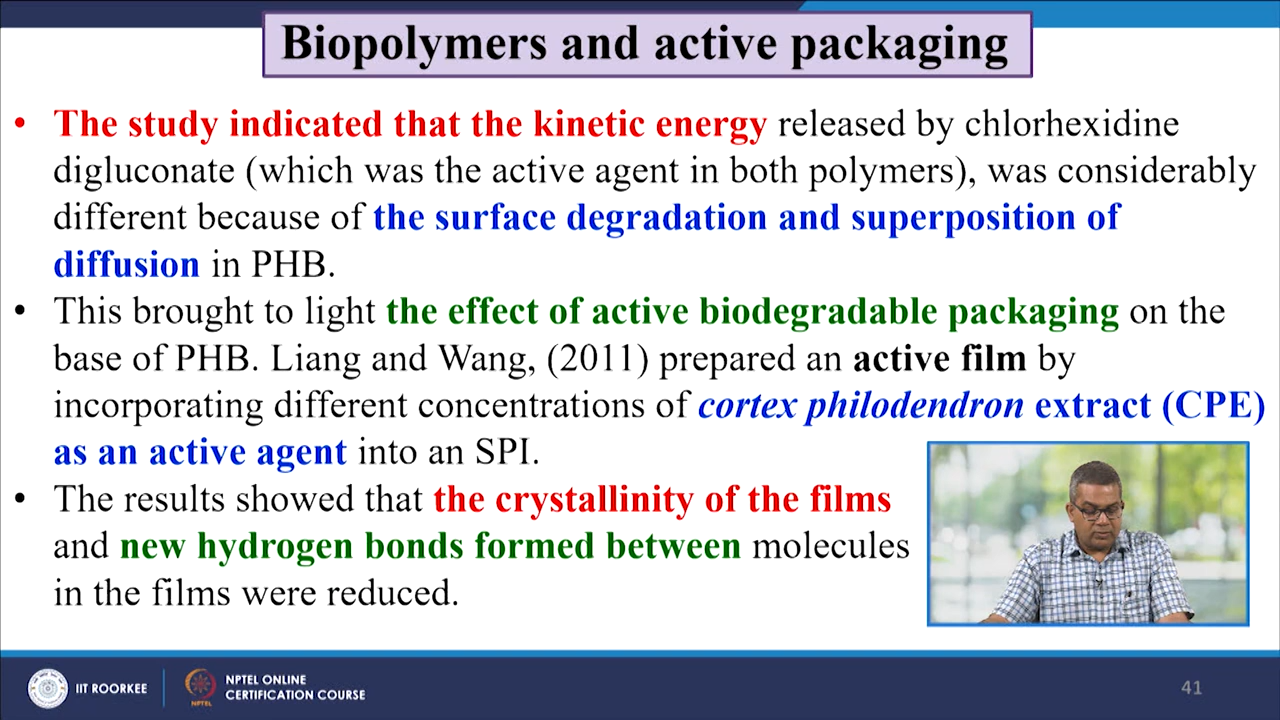 Biopolymers and active packaging
• The study indicated that the kinetic energy released by chlorhexidine
digluconate (which was the active agent in both polymers), was considerably
different because of the surface degradation and superposition of
diffusion in PHB.
• This brought to light the effect of active biodegradable packaging on the
base of PHB. Liang and Wang, (2011) prepared an active film by
incorporating different concentrations of cortex philodendron extract (CPE)
as an active agent into an SPI.
• The results showed that the crystallinity of the films
and new hydrogen bonds formed between molecules
in the films were reduced.
IIT ROORKEE
NPTEL
NPTEL ONLINE
CERTIFICATION COURSE
41